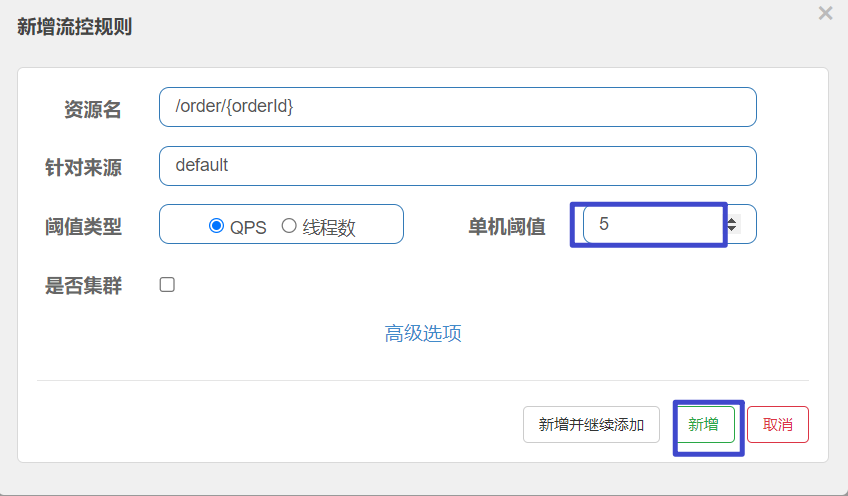 新增流控规则
×
资源名 /order/{orderId}
针对来源 default
阈值类型 QPS 线程数 单机阈值 5
是否集群
高级选项
新增并继续添加 新增 取消